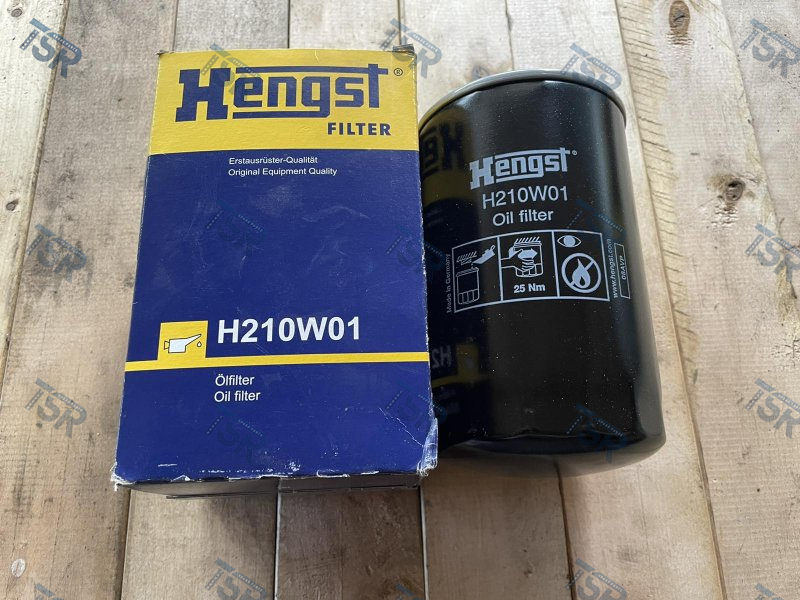 Hengst®
FILTER
Erstausrüster-Qualität
Original Equipment Quality
H210W01
Ölfilter
Oil filter
Hengst®
H210W01
Oil filter
Made in Germany
25 Nm
www.hengst.com
08AVP
TSR